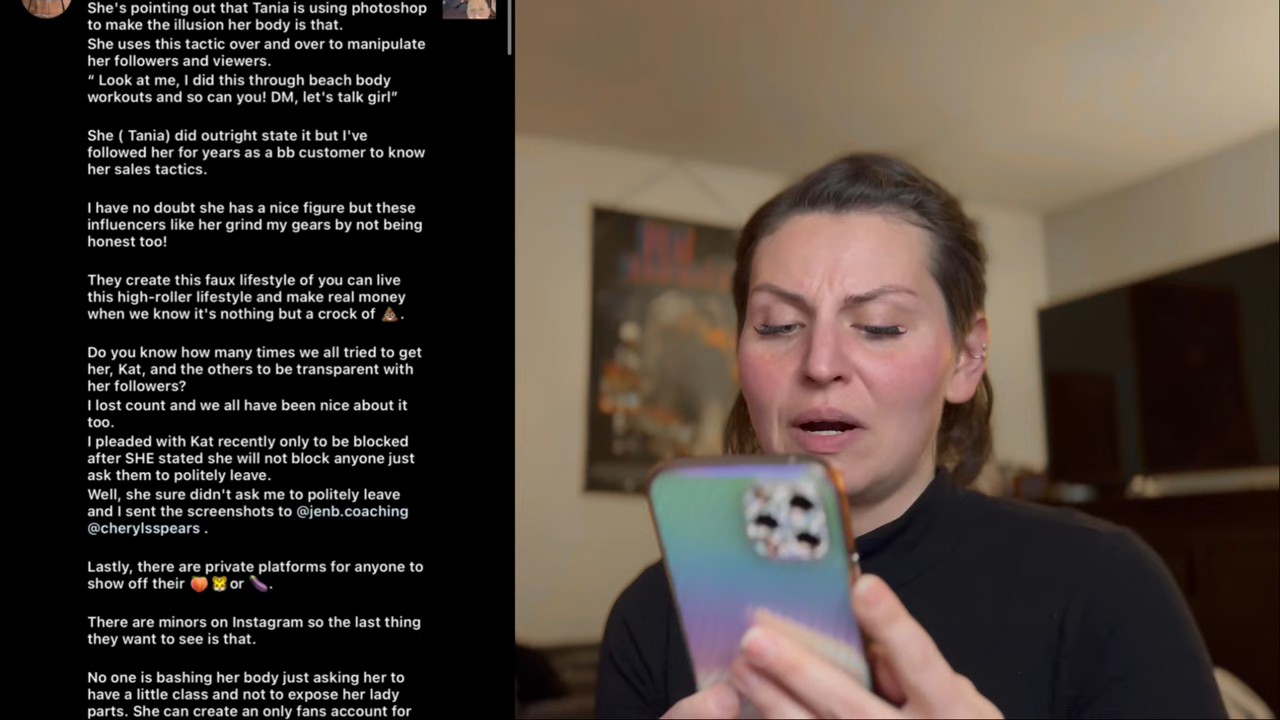 She's pointing out that Tania is using photoshop
to make the illusion her body is that.
She uses this tactic over and over to manipulate
her followers and viewers.
“ Look at me, I did this through beach body
workouts and so can you! DM, let's talk girl”
She ( Tania) did outright state it but I've
followed her for years as a bb customer to know
her sales tactics.
I have no doubt she has a nice figure but these
influencers like her grind my gears by not being
honest too!
They create this faux lifestyle of you can live
this high-roller lifestyle and make real money
when we know it's nothing but a crock of 💩.
Do you know how many times we all tried to get
her, Kat, and the others to be transparent with
her followers?
I lost count and we all have been nice about it
too.
I pleaded with Kat recently only to be blocked
after SHE stated she will not block anyone just
ask them to politely leave.
Well, she sure didn't ask me to politely leave
and I sent the screenshots to @jenb.coaching
@cherylsspears .
Lastly, there are private platforms for anyone to
show off their 🍑 🐯 or 🍆.
There are minors on Instagram so the last thing
they want to see is that.
No one is bashing her body just asking her to
have a little class and not to expose her lady
parts. She can create an only fans account for